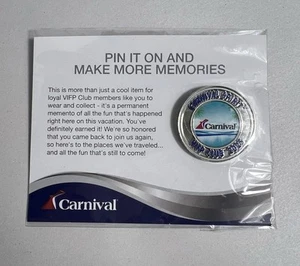 PIN IT ON AND
MAKE MORE MEMORIES
This is more than just a cool item for
loyal VIFP Club members like you to
wear and collect - it's a permanent
memento of all the fun that's happened
right here on this vacation. You've
definitely earned it! We're so honored
that you came back to join us again,
so here's to the places we've traveled...
and all the fun that's still to come!
Carnival
VIFP CLUB
Carnival